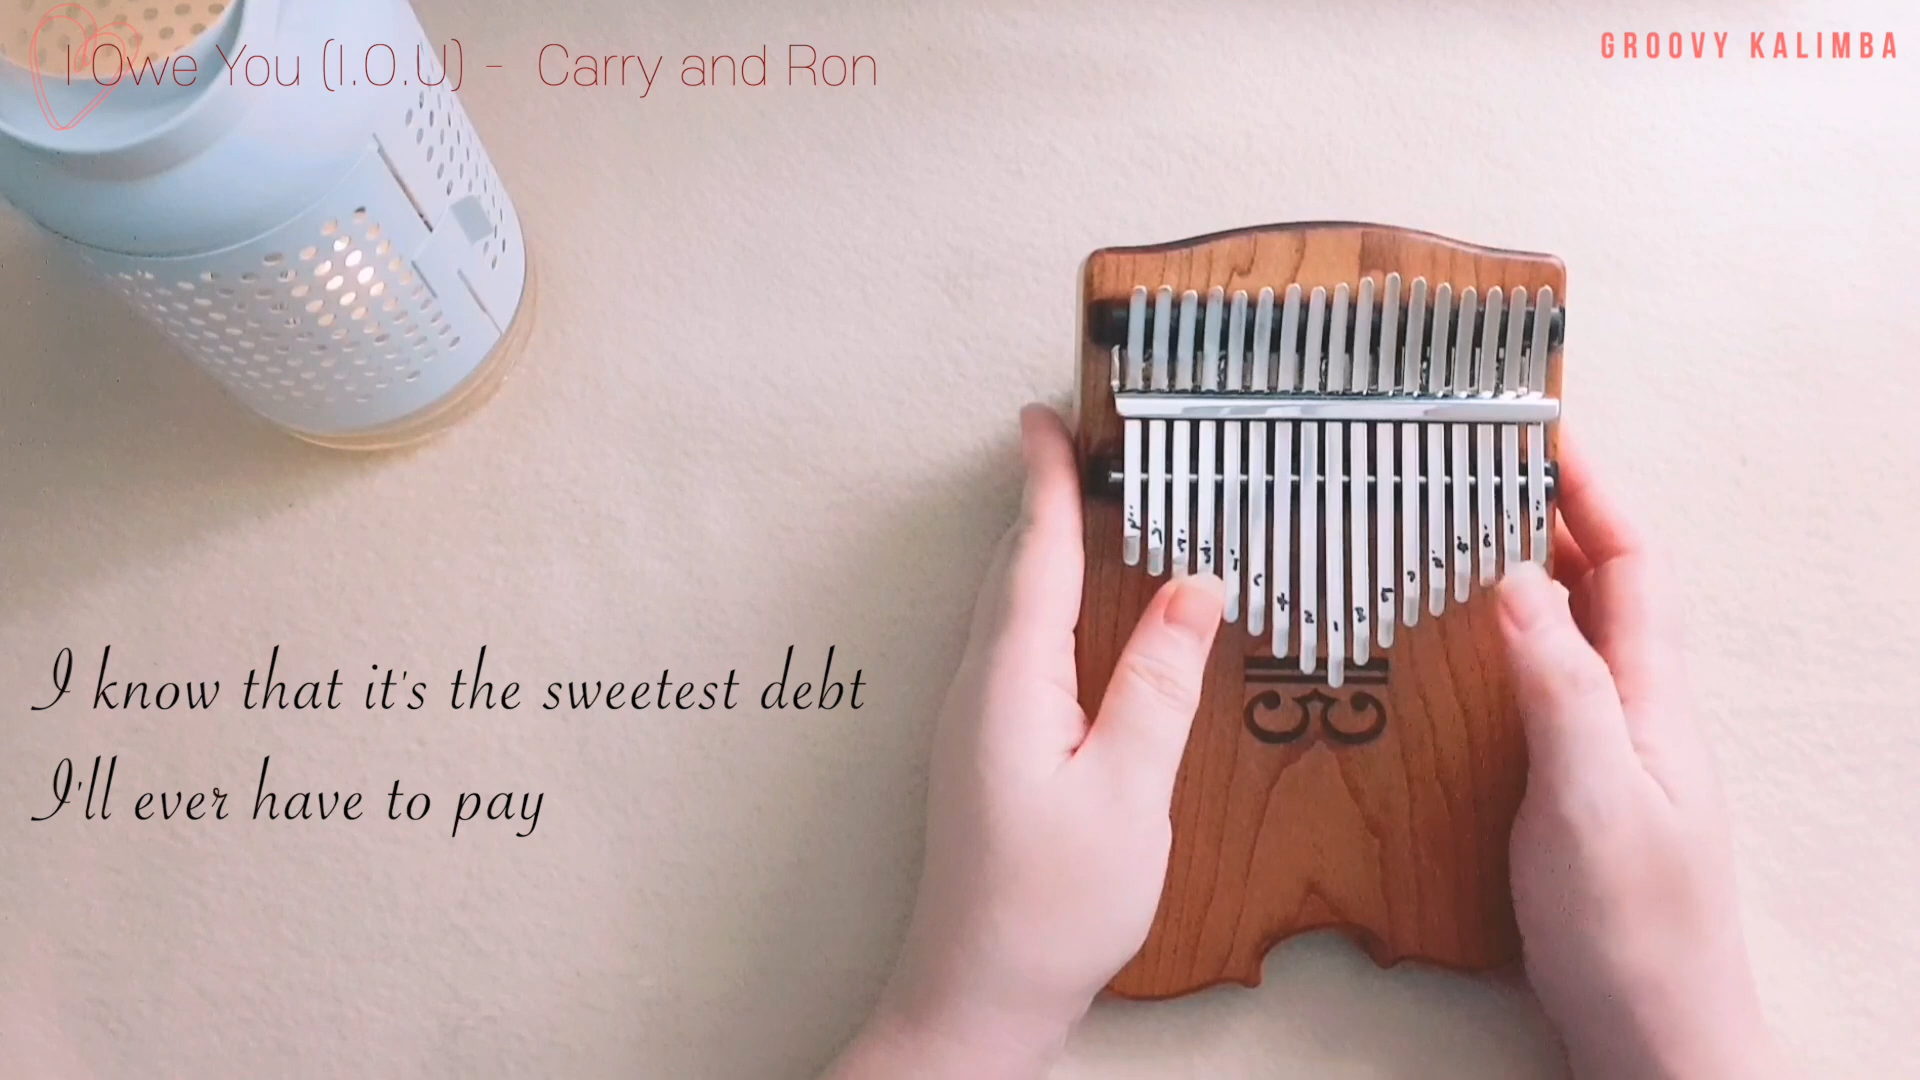 I Owe You (I.O.U) - Carry and Ron
GROOVY KALIMBA
I know that it's the sweetest debt
I'll ever have to pay